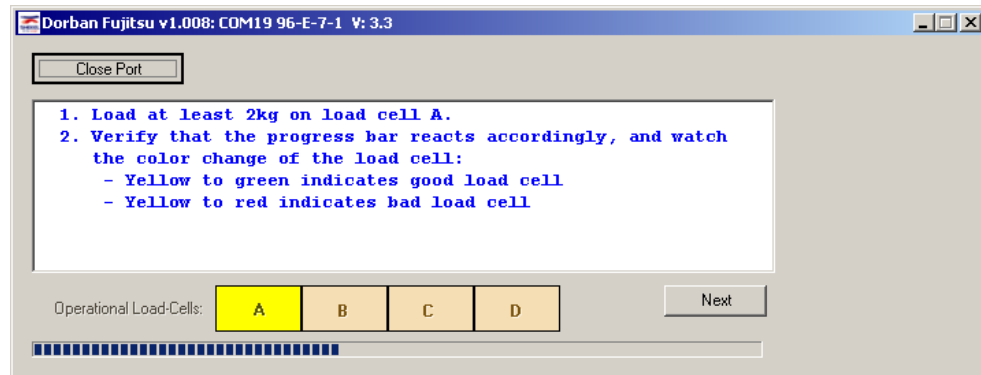 Dorban Fujitsu v1.008: COM19 96-E-7-1 V: 3.3
Close Port
1. Load at least 2kg on load cell A.
2. Verify that the progress bar reacts accordingly, and watch
the color change of the load cell:
- Yellow to green indicates good load cell
- Yellow to red indicates bad load cell
Operational Load-Cells: A B C D Next